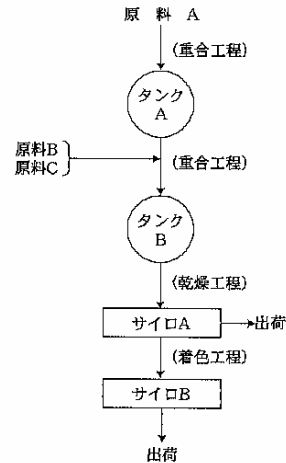 原料A
(重合工程)
タンク
A
原料B
原料C
(重合工程)
タンク
B
(乾燥工程)
サイロA
出荷
(着色工程)
サイロB
出荷